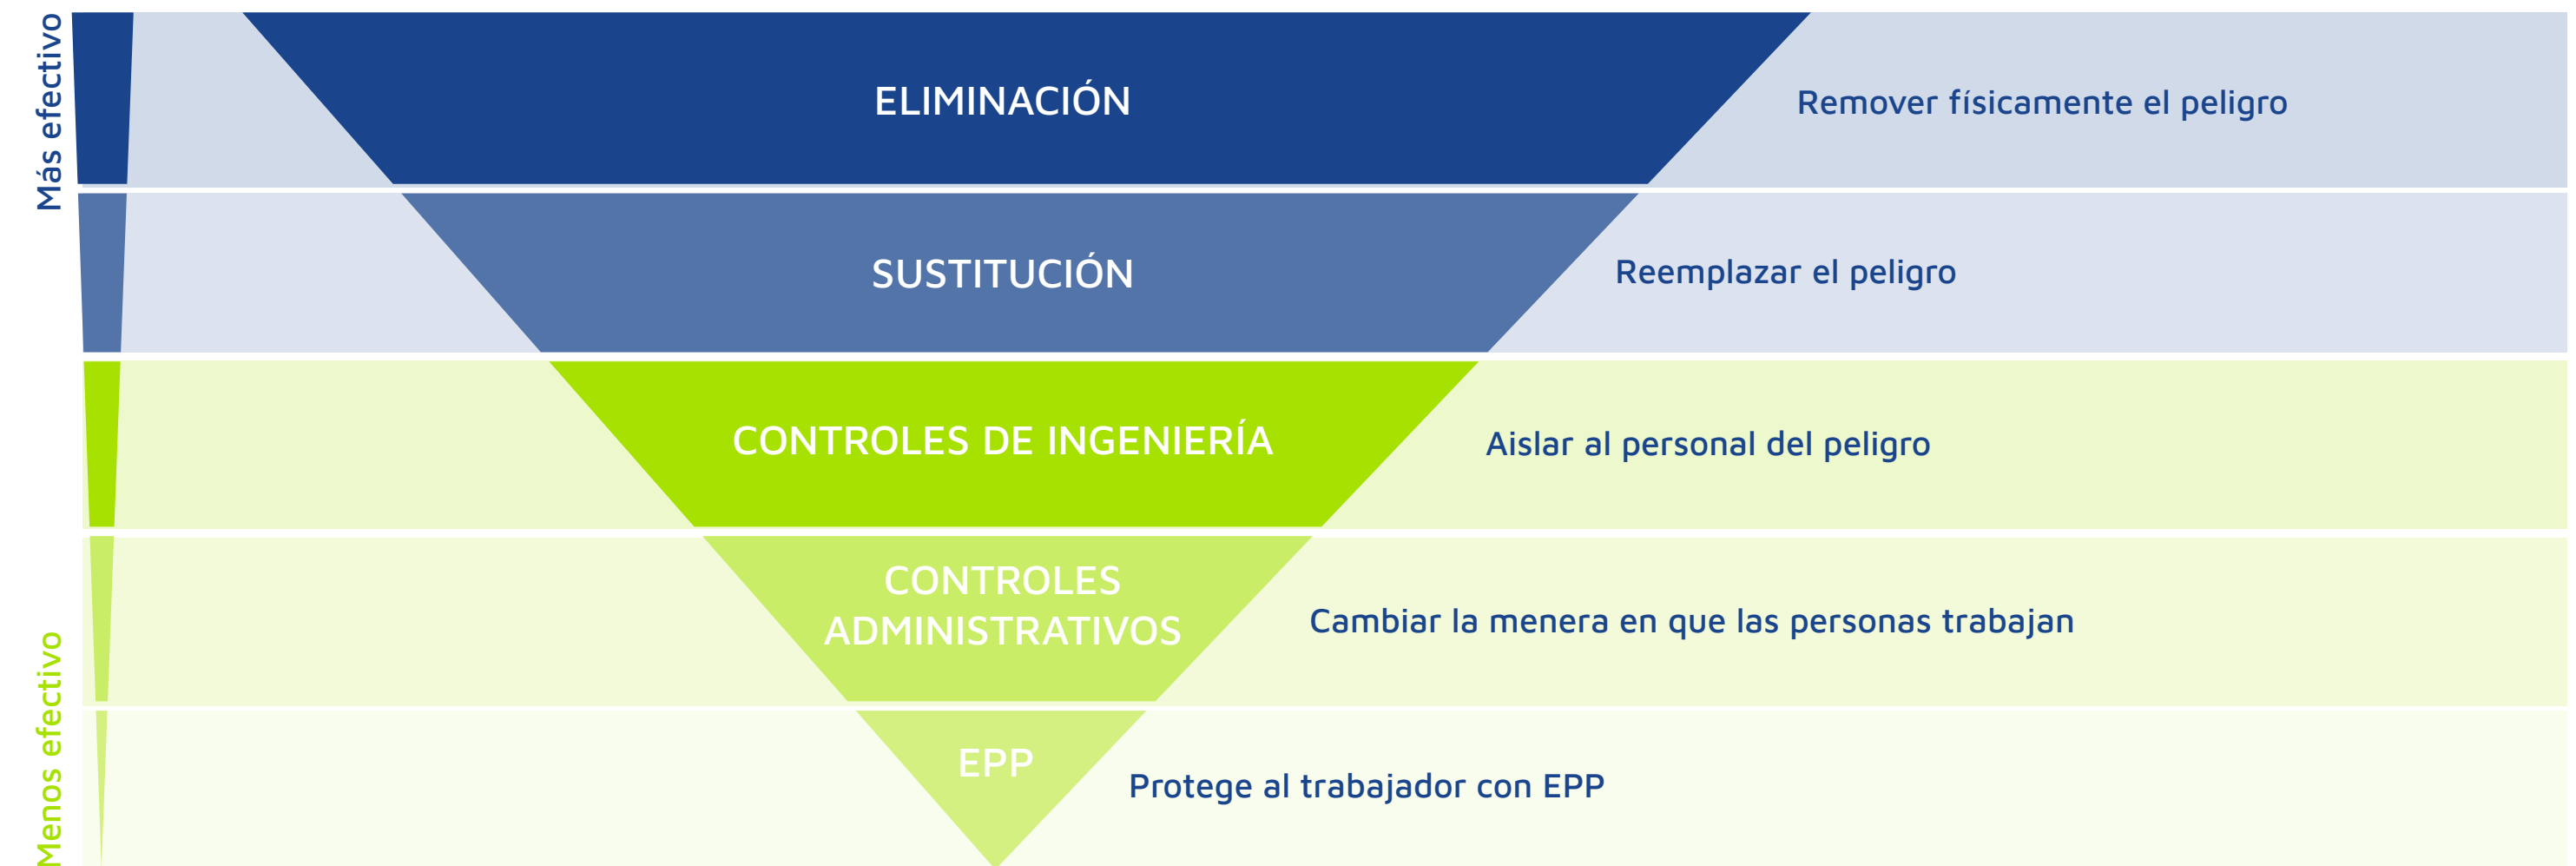 Más efectivo
ELIMINACIÓN
Remover físicamente el peligro
SUSTITUCIÓN
Reemplazar el peligro
CONTROLES DE INGENIERÍA
Aislar al personal del peligro
CONTROLES
ADMINISTRATIVOS
Cambiar la menera en que las personas trabajan
Menos efectivo
EPP
Protege al trabajador con EPP